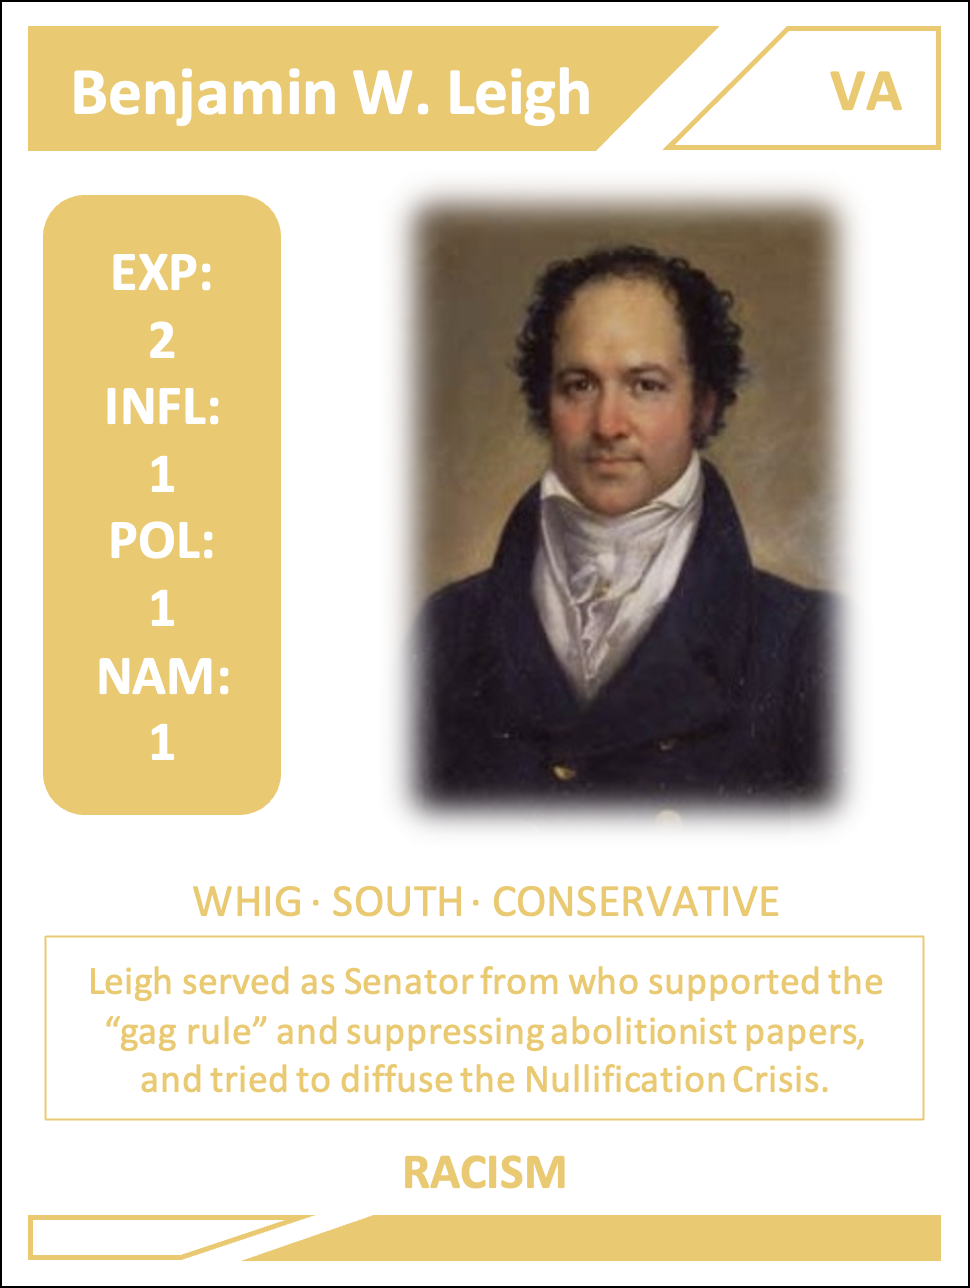 Benjamin W. Leigh
VA
EXP:
2
INFL:
1
POL:
1
NAM:
1
WHIG · SOUTH · CONSERVATIVE
Leigh served as Senator from who supported the
“gag rule” and suppressing abolitionist papers,
and tried to diffuse the Nullification Crisis.
RACISM